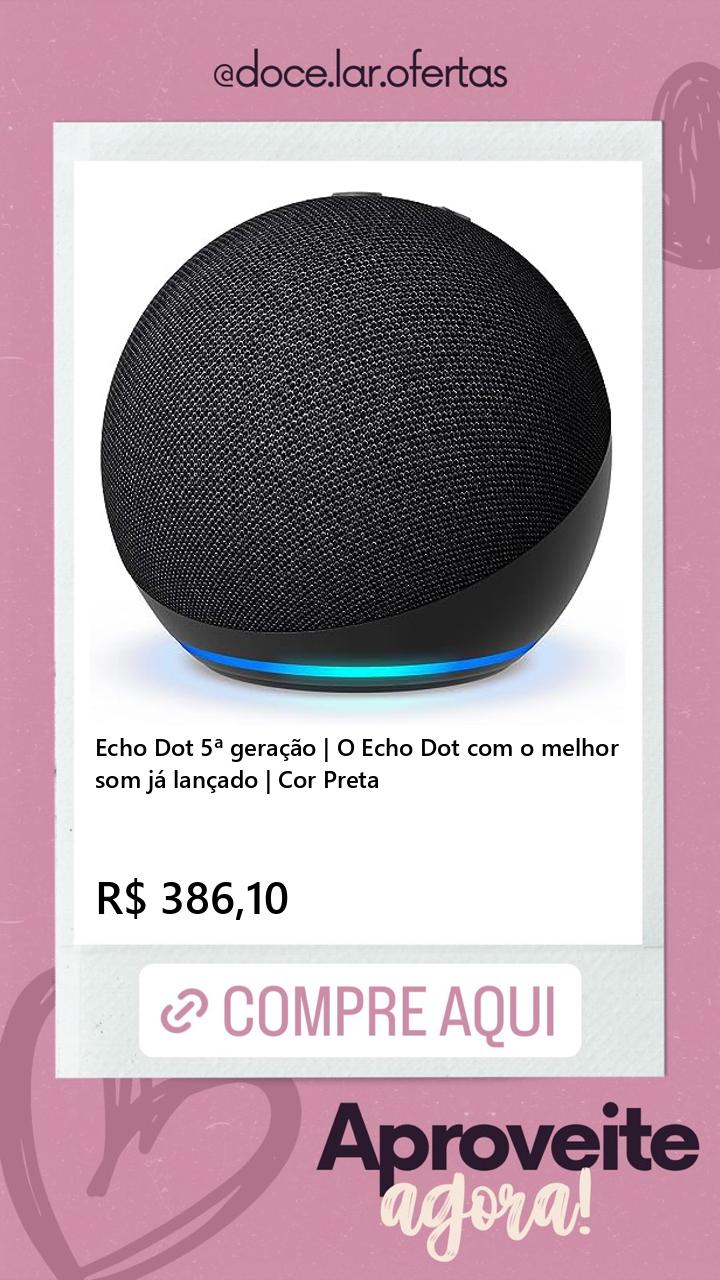 @doce.lar.ofertas
Echo Dot 5ª geração | O Echo Dot com o melhor
som já lançado | Cor Preta
R$ 386,10
COMPRE AQUI
Aproveite
agora!